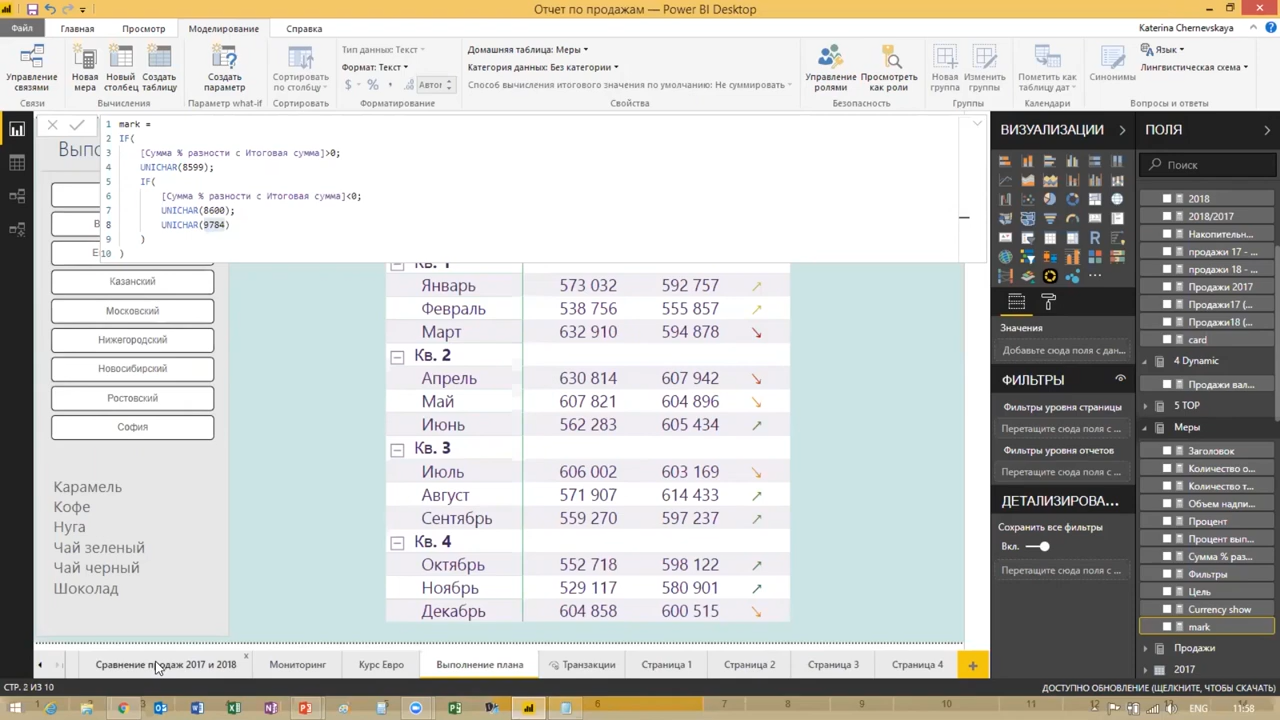 Отчет по продажам — Power BI Desktop
Файл Главная Просмотр Моделирование Справка Katerina Chernevskaya
Управление связями
Связи
Новая мера
Новый столбец
Создать таблицу
Вычисления
Создать параметр
Параметр what-if
Сортировать по столбцу
Сортировать
Тип данных: Текст
Формат: Текст
$ % , Автог
Форматирование
Домашняя таблица: Меры
Категория данных: Без категории
Способ вычисления итогового значения по умолчанию: Не суммировать
Свойства
Управление ролями
Просмотреть как роли
Безопасность
Новая группа
Изменить группы
Группы
Пометить как таблицу дат
Календари
Синонимы
Язык
Лингвистическая схема
Вопросы и ответы
1 mark =
2 IF(
3 [Сумма % разности с Итоговая сумма]>0;
4 UNICHAR(8599);
5 IF(
6 [Сумма % разности с Итоговая сумма]<0;
7 UNICHAR(8600);
8 UNICHAR(9784)
9 )
10 )
Казанский
Московский
Нижегородский
Новосибирский
Ростовский
София
Карамель
Кофе
Нуга
Чай зеленый
Чай черный
Шоколад
Кв. 1
Январь 573 032 592 757 ↗
Февраль 538 756 555 857 ↗
Март 632 910 594 878 ↘
Кв. 2
Апрель 630 814 607 942 ↘
Май 607 821 604 896 ↘
Июнь 562 283 605 434 ↗
Кв. 3
Июль 606 002 603 169 ↘
Август 571 907 614 433 ↗
Сентябрь 559 270 597 237 ↗
Кв. 4
Октябрь 552 718 598 122 ↗
Ноябрь 529 117 580 901 ↗
Декабрь 604 858 600 515 ↘
ВИЗУАЛИЗАЦИИ
Значения
Добавьте сюда поля с дан...
ФИЛЬТРЫ
Фильтры уровня страницы
Перетащите сюда поля с ...
Фильтры уровня отчетов
Перетащите сюда поля с ...
ДЕТАЛИЗИРОВА...
Сохранить все фильтры
Вкл.
Перетащите сюда поля с ...
ПОЛЯ
Поиск
2018
2018/2017
Накопительн...
продажи 17 - ...
продажи 18 - ...
Продажи 2017
Продажи17 (...
Продажи18 (...
card
4 Dynamic
Продажи вал...
5 TOP
Меры
Заголовок
Количество о...
Количество т...
Объем надпи...
Процент
Процент вып...
Сумма % раз...
Фильтры
Цель
Currency show
mark
Продажи
2017
Сравнение продаж 2017 и 2018 Мониторинг Курс Евро Выполнение плана Транзакции Страница 1 Страница 2 Страница 3 Страница 4
СТР. 2 ИЗ 10
ДОСТУПНО ОБНОВЛЕНИЕ (ЩЕЛКНИТЕ, ЧТОБЫ СКАЧАТЬ)
ENG 11:58